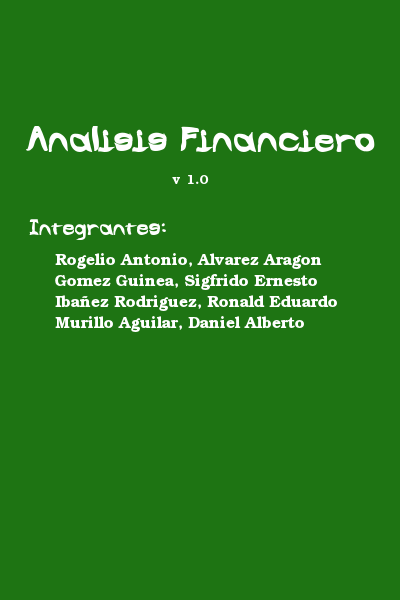 Analisis Financiero
v 1.0
Integrantes:
Rogelio Antonio, Alvarez Aragon
Gomez Guinea, Sigfrido Ernesto
Ibañez Rodriguez, Ronald Eduardo
Murillo Aguilar, Daniel Alberto